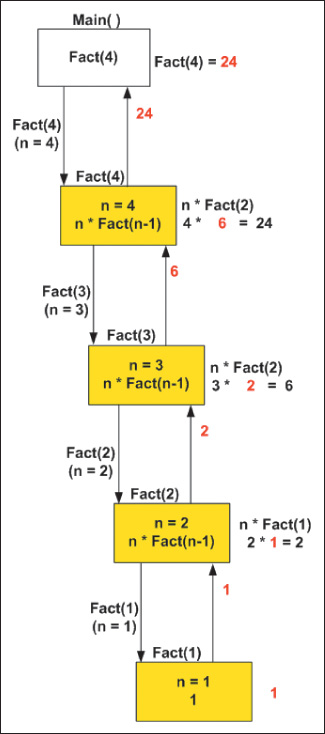 Main( )
Fact(4)
Fact(4) = 24
24
Fact(4)
(n = 4)
Fact(4)
n = 4
n * Fact(n-1)
n * Fact(2)
4 * 6 = 24
6
Fact(3)
(n = 3)
Fact(3)
n = 3
n * Fact(n-1)
n * Fact(2)
3 * 2 = 6
2
Fact(2)
(n = 2)
Fact(2)
n = 2
n * Fact(n-1)
n * Fact(1)
2 * 1 = 2
1
Fact(1)
(n = 1)
Fact(1)
n = 1
1
1